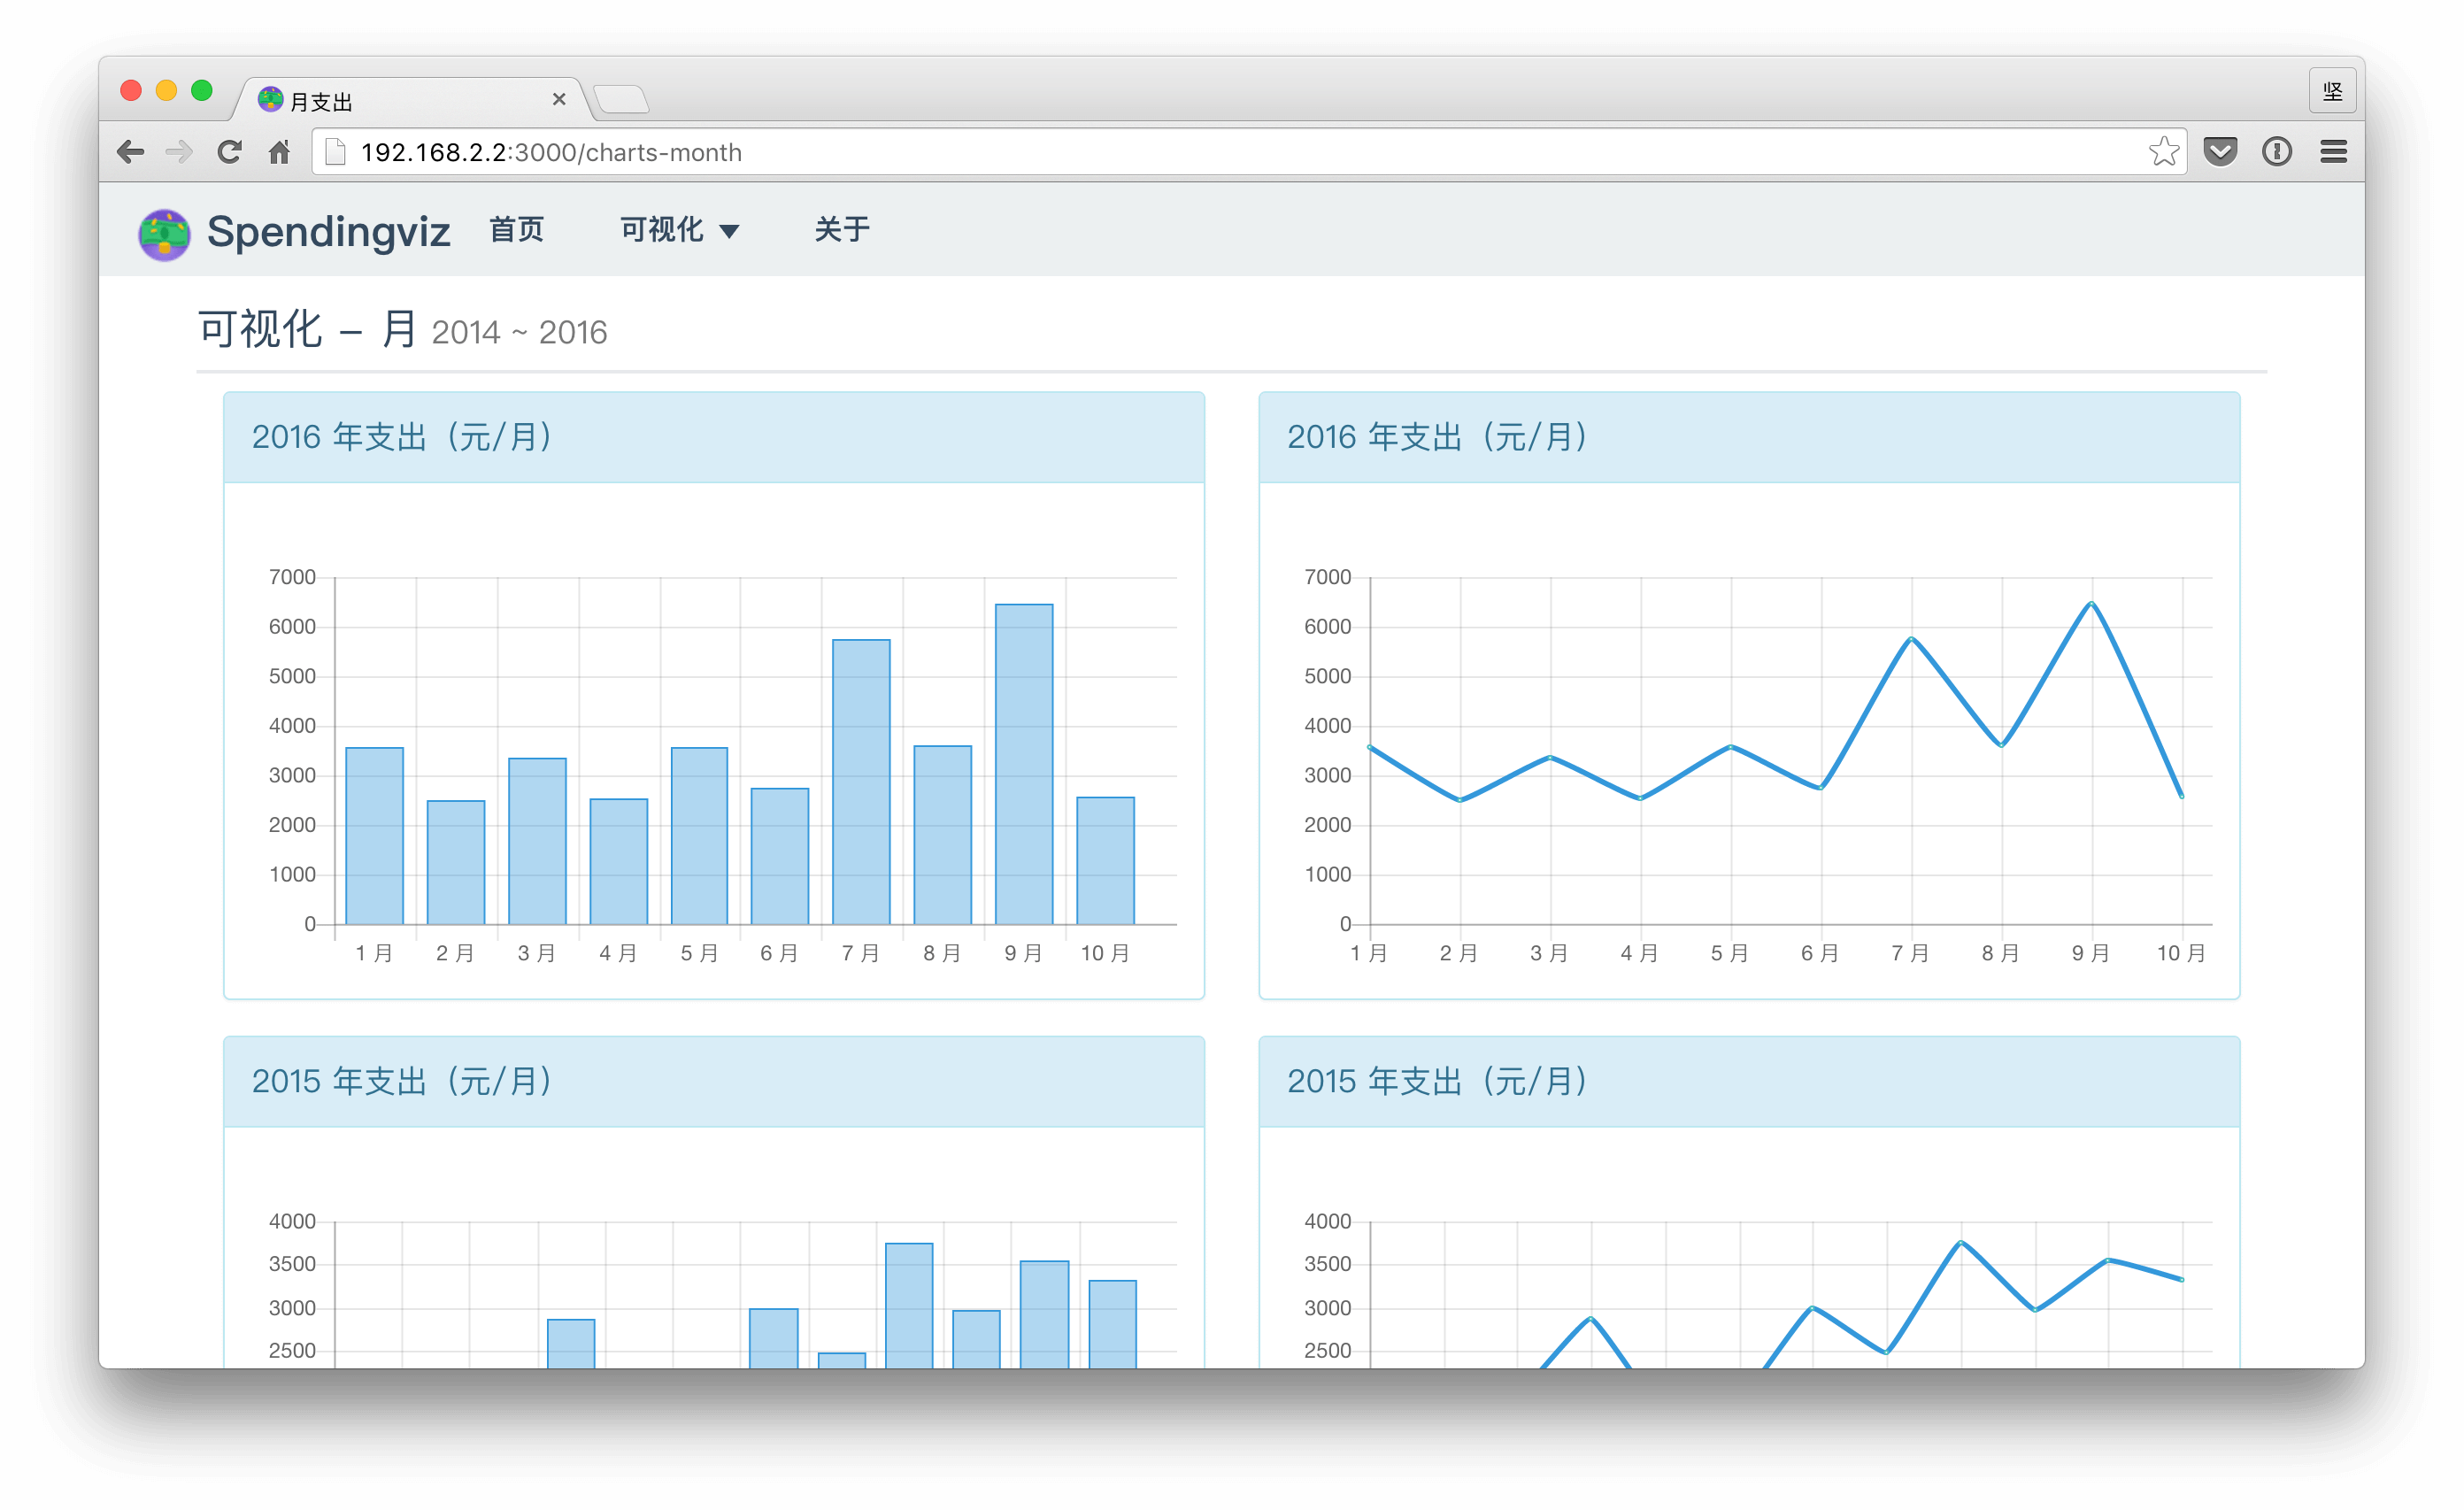 月支出
坚
192.168.2.2:3000/charts-month
Spendingviz 首页 可视化 关于
可视化 – 月 2014 ~ 2016
2016 年支出（元/月）
7000
6000
5000
4000
3000
2000
1000
0
1 月 2 月 3 月 4 月 5 月 6 月 7 月 8 月 9 月 10 月
2016 年支出（元/月）
7000
6000
5000
4000
3000
2000
1000
0
1 月 2 月 3 月 4 月 5 月 6 月 7 月 8 月 9 月 10 月
2015 年支出（元/月）
4000
3500
3000
2500
2015 年支出（元/月）
4000
3500
3000
2500